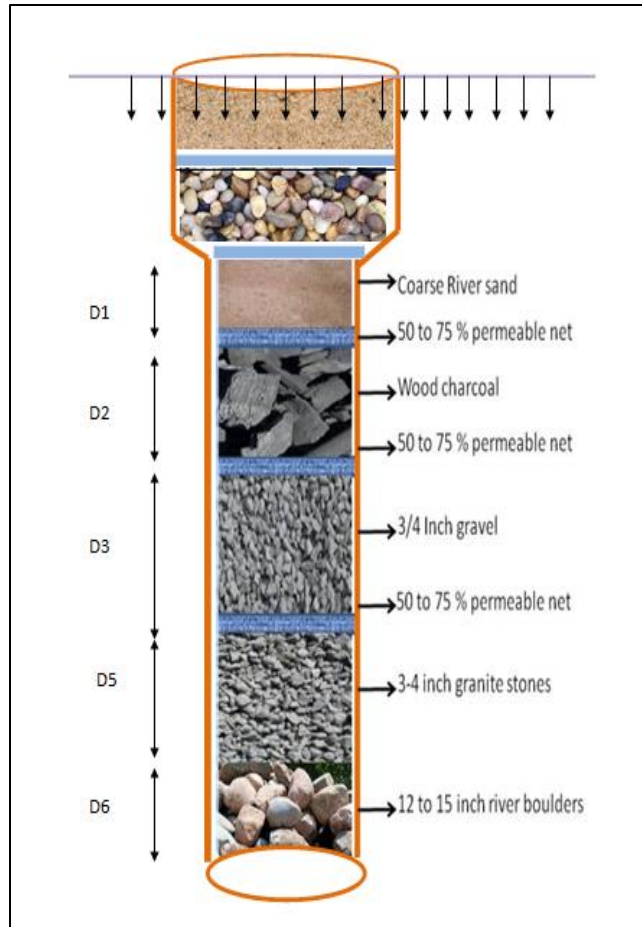 D1
Coarse River sand
50 to 75 % permeable net
D2
Wood charcoal
50 to 75 % permeable net
D3
3/4 Inch gravel
50 to 75 % permeable net
D5
3-4 inch granite stones
D6
12 to 15 inch river boulders